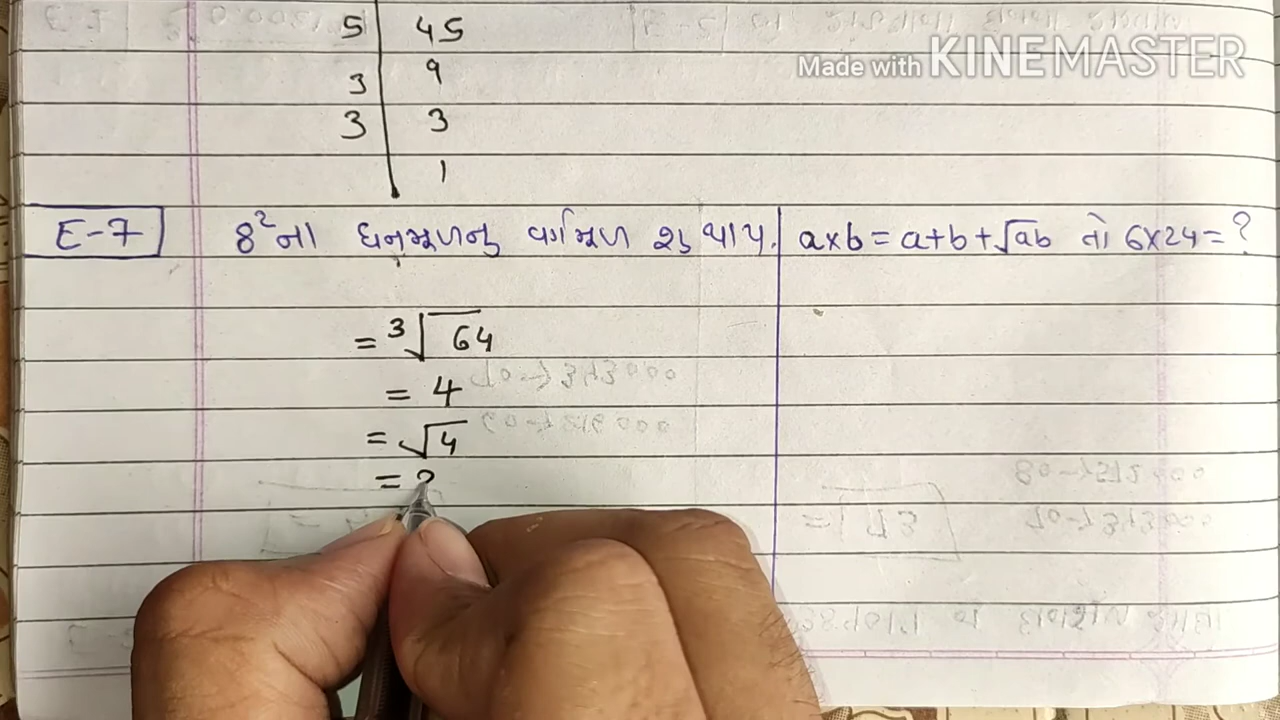 5 | 45
Made with KINEMASTER
3 | 9
3 | 3
1
E-7 8²ના ઘનમૂળનુ વર્ગમૂળ શુ થાય. a×b = a+b+√ab તો 6×24=?
= ³√64
= 4
= √4
= 2